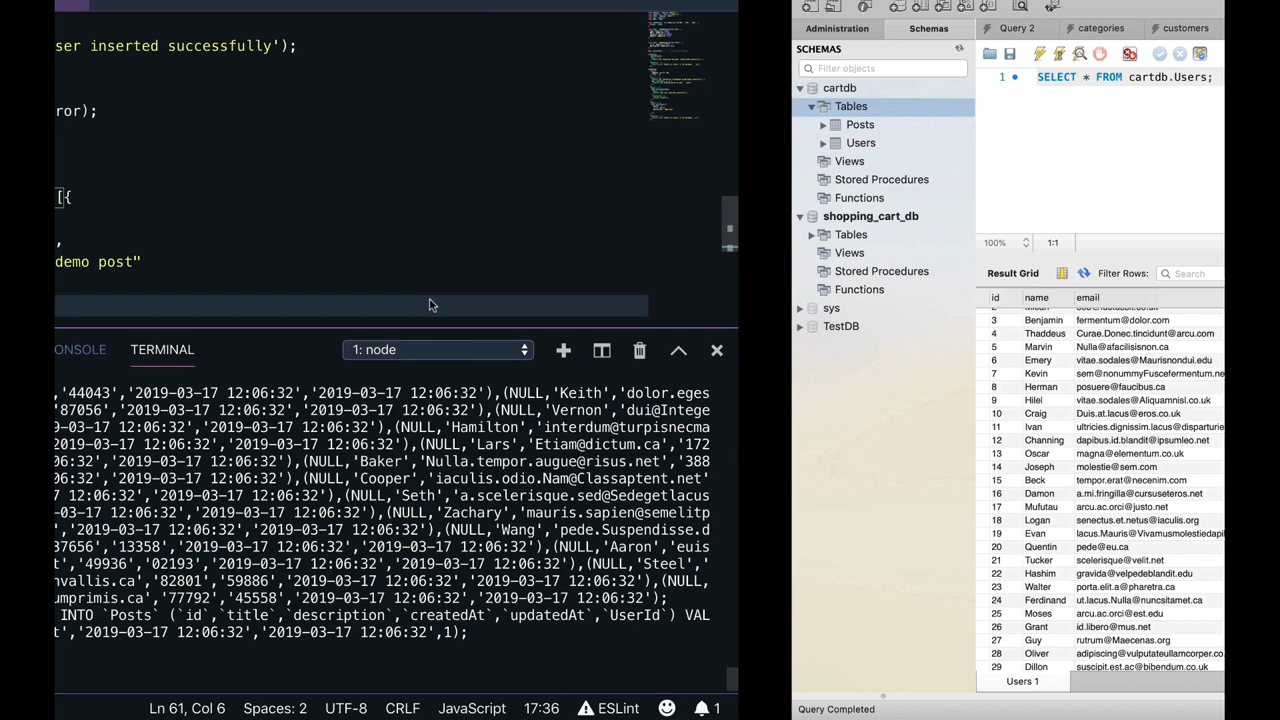 ser inserted successfully');
ror);
[{
,
demo post"
ONSOLE
TERMINAL
1: node
,'44043','2019-03-17 12:06:32','2019-03-17 12:06:32'),(NULL,'Keith','dolor.eges
87056','2019-03-17 12:06:32','2019-03-17 12:06:32'),(NULL,'Vernon','dui@Intege
06:32','2019-03-17 12:06:32'),(NULL,'Hamilton','interdum@turpisnecma
'2019-03-17 12:06:32','2019-03-17 12:06:32'),(NULL,'Lars','Etiam@dictum.ca','172
06:32','2019-03-17 12:06:32'),(NULL,'Baker','Nulla.tempor.augue@risus.net','388
'2019-03-17 12:06:32'),(NULL,'Cooper','iaculis.odio.Nam@Classaptent.net'
06:32','2019-03-17 12:06:32'),(NULL,'Seth','a.scelerisque.sed@Sedegetlacus
'2019-03-17 12:06:32'),(NULL,'Zachary','mauris.sapien@semelitp
06:32','2019-03-17 12:06:32'),(NULL,'Wang','pede.Suspendisse.d
37656','13358','2019-03-17 12:06:32','2019-03-17 12:06:32'),(NULL,'Aaron','euis
t','49936','02193','2019-03-17 12:06:32','2019-03-17 12:06:32'),(NULL,'Steel','
nvallis.ca','82801','59886','2019-03-17 12:06:32','2019-03-17 12:06:32'),(NULL,
umprimis.ca','77792','45558','2019-03-17 12:06:32','2019-03-17 12:06:32');
INTO `Posts` (`id`,`title`,`description`,`createdAt`,`updatedAt`,`UserId`) VAL
t','2019-03-17 12:06:32','2019-03-17 12:06:32',1);
Ln 61, Col 6
Spaces: 2
UTF-8
CRLF
JavaScript
17:36
ESLint
1
Administration
Schemas
SCHEMAS
Filter objects
cartdb
Tables
Posts
Users
Views
Stored Procedures
Functions
shopping_cart_db
Tables
Views
Stored Procedures
Functions
sys
TestDB
Query 2
categories
customers
1 SELECT * FROM cartdb.Users;
100%
1:1
Result Grid
Filter Rows:
Search
id name email
3 Benjamin fermentum@dolor.com
4 Thaddeus Curae.Donec.tincidunt@arcu.com
5 Marvin Nulla@afacilisisnon.ca
6 Emery vitae.sodales@Maurisnondui.edu
7 Kevin sem@nonummyFuscefermentum.ne
8 Herman posuere@faucibus.ca
9 Hilel vitae.sodales@Aliquamnisl.co.uk
10 Craig Duis.at.lacus@eros.co.uk
11 Ivan ultricies.dignissim.lacus@disparturie
12 Channing dapibus.id.blandit@ipsumleo.net
13 Oscar magna@elementum.co.uk
14 Joseph molestie@sem.com
15 Beck tempor.erat@necenim.com
16 Damon a.mi.fringilla@cursuseteros.net
17 Mufutau arcu.ac.orci@justo.net
18 Logan senectus.et.netus@iaculis.org
19 Evan lacus.Mauris@Vivamusmolestiedapi
20 Quentin pede@eu.ca
21 Tucker scelerisque@velit.net
22 Hashim gravida@velpedeblandit.edu
23 Walter porta.elit.a@pharetra.ca
24 Ferdinand ut.lacus.Nulla@nuncsitamet.ca
25 Moses arcu.ac.orci@est.edu
26 Grant id.libero@mus.net
27 Guy rutrum@Maecenas.org
28 Oliver adipiscing@vulputateullamcorper.co
29 Dillon suscipit.est.ac@bibendum.co.uk
Users 1
Query Completed